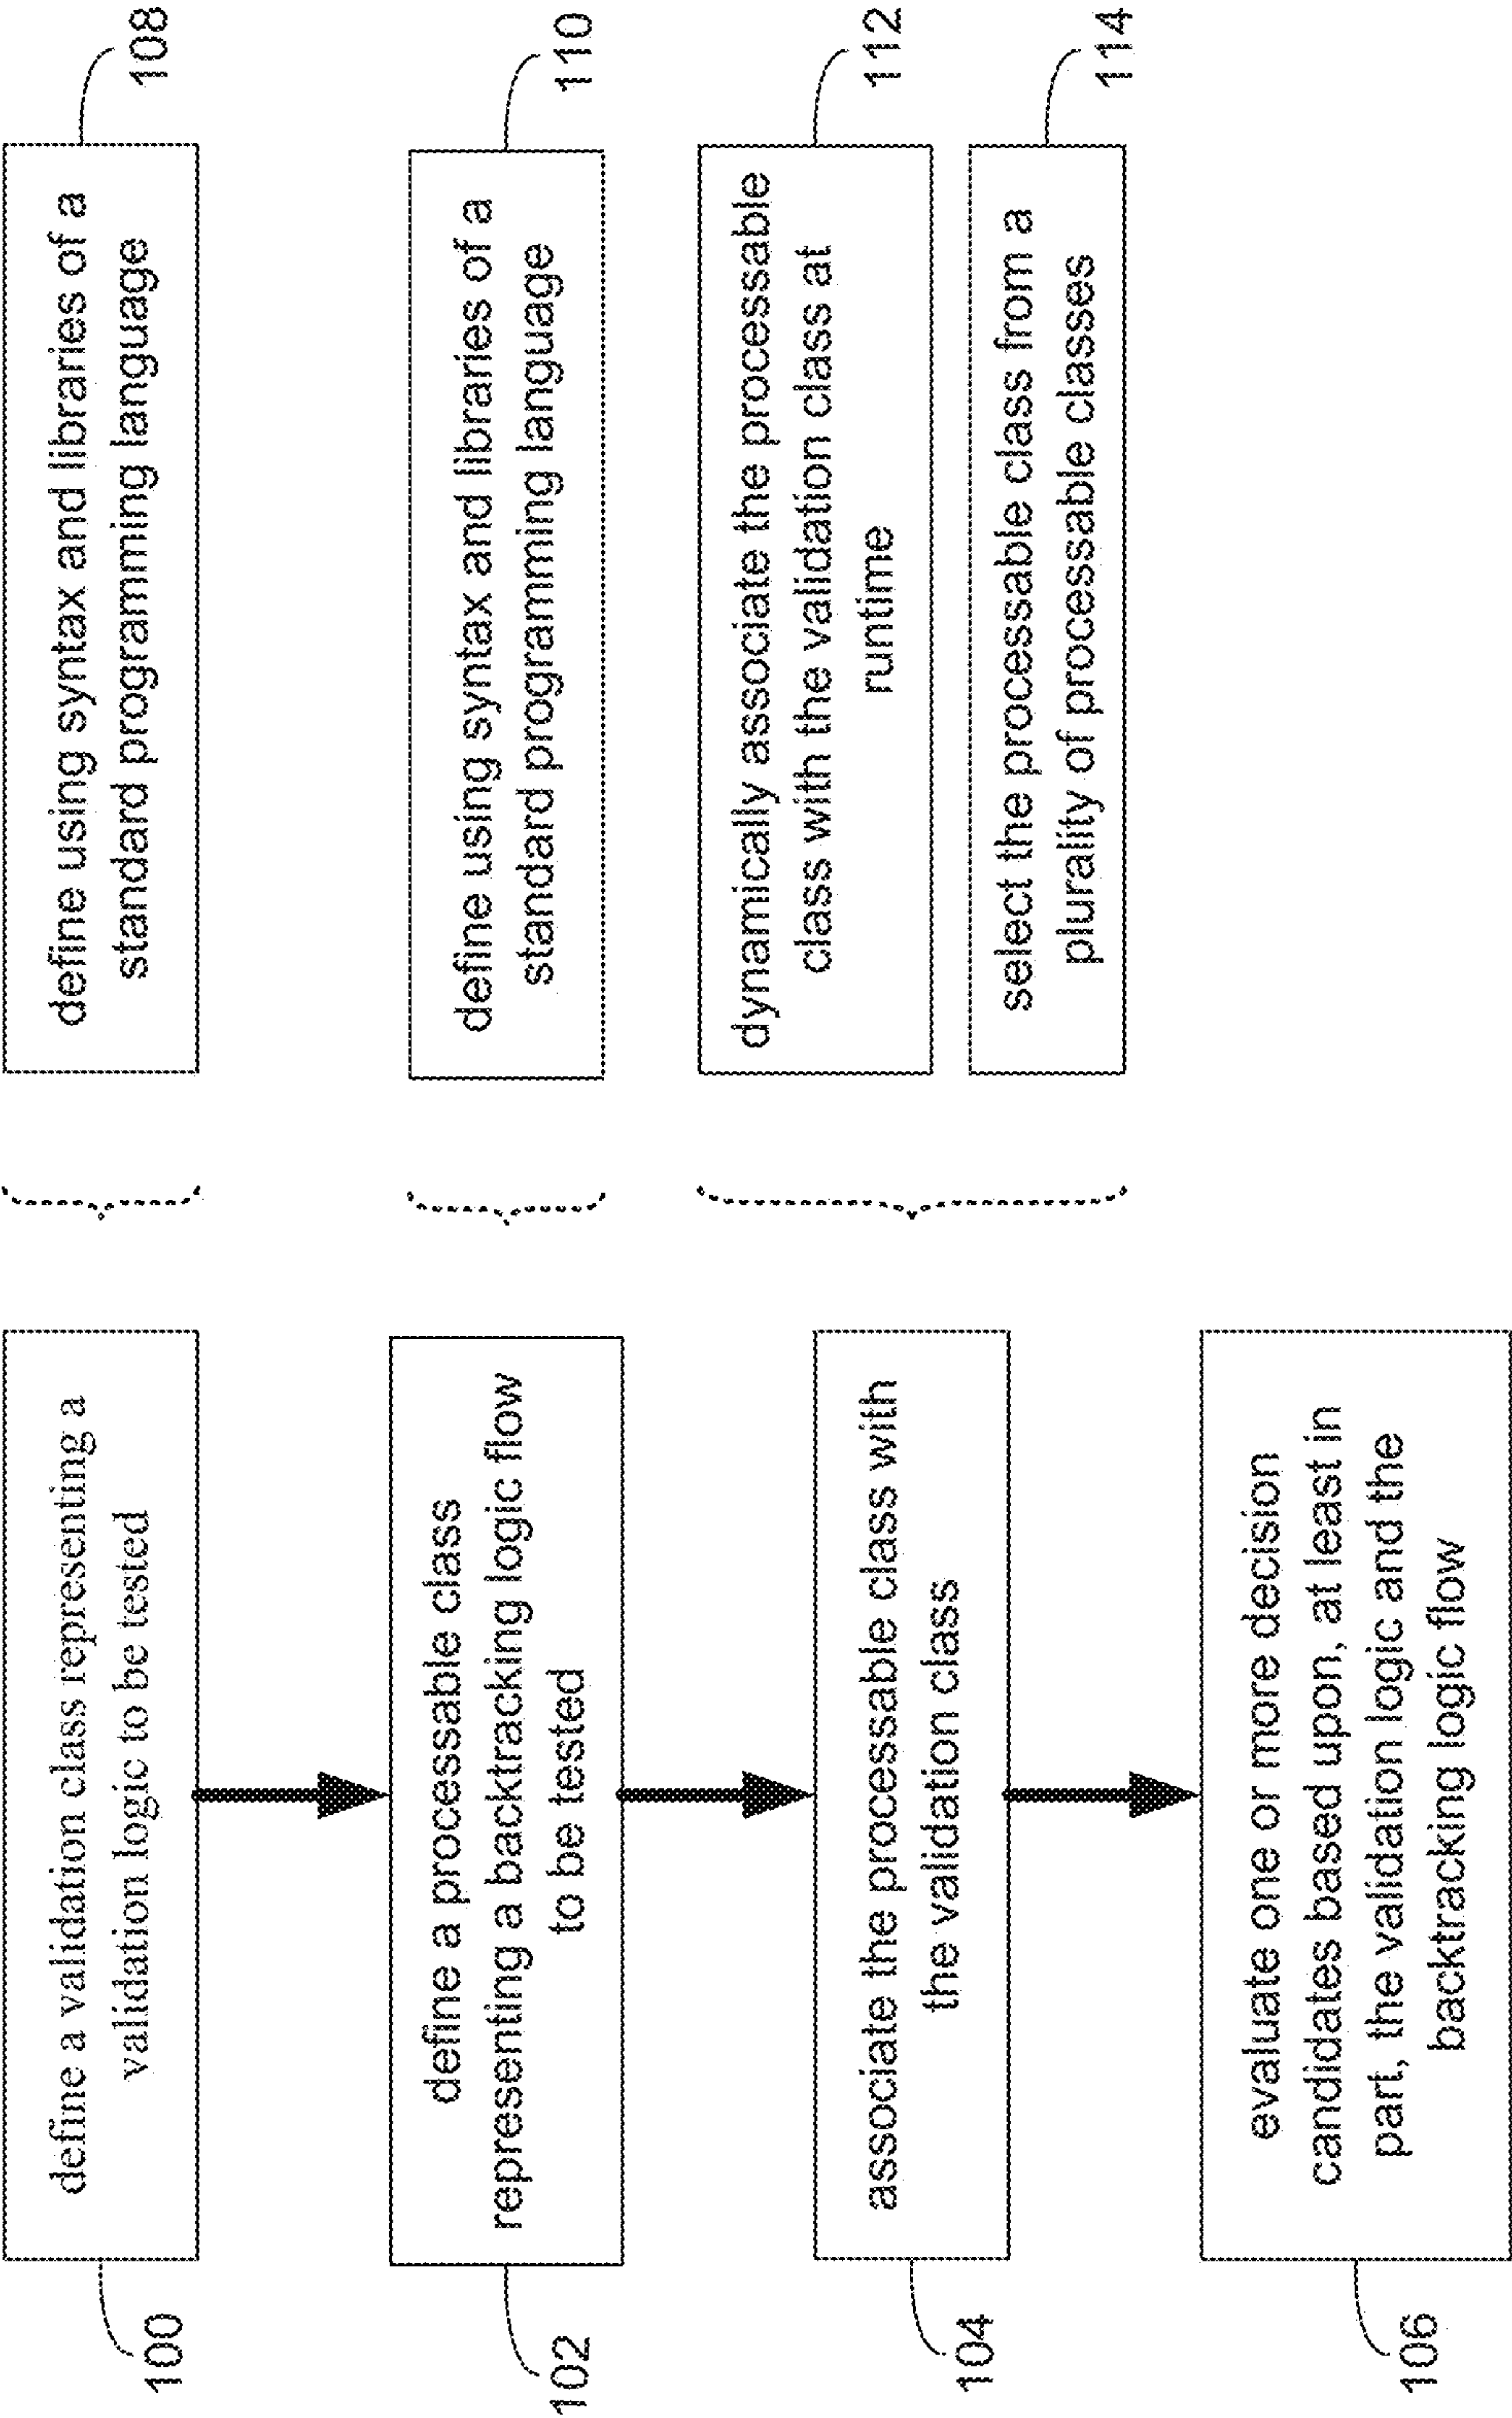 100
define a validation class representing a
validation logic to be tested
define using syntax and libraries of a
standard programming language
108
102
define a processable class
representing a backtracking logic flow
to be tested
define using syntax and libraries of a
standard programming language
110
104
associate the processable class with
the validation class
dynamically associate the processable
class with the validation class at
runtime
112
select the processable class from a
plurality of processable classes
114
106
evaluate one or more decision
candidates based upon, at least in
part, the validation logic and the
backtracking logic flow